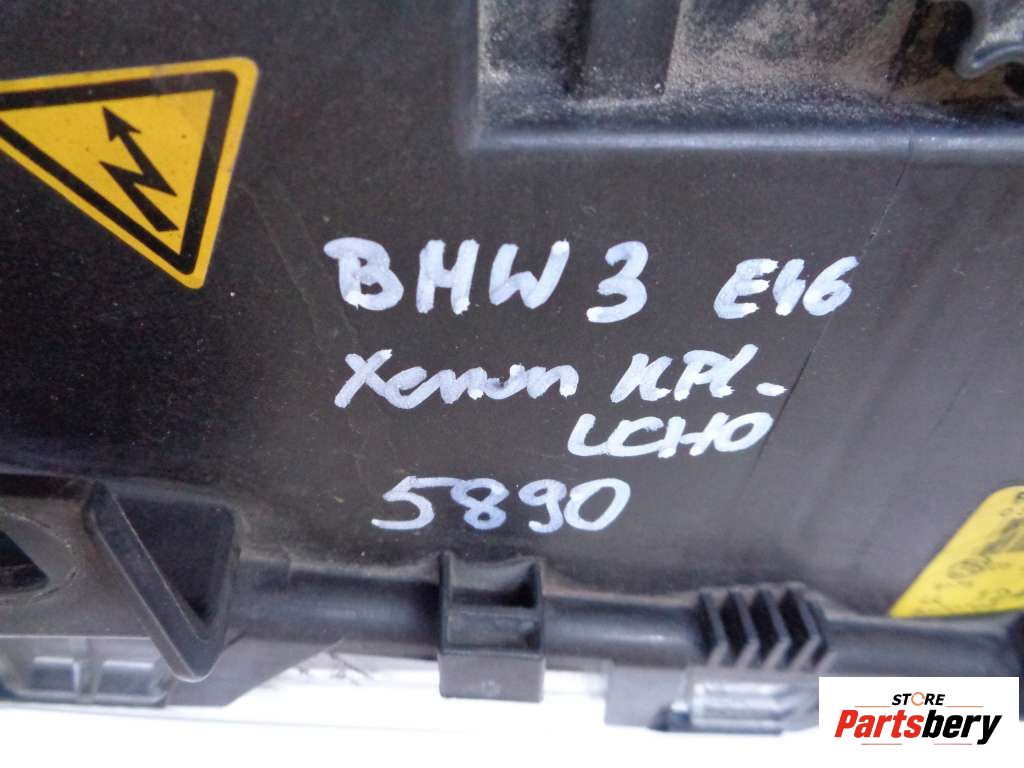 BMW 3 E46
Xenon KPL-
LCHO
5890
STORE
Partsbery